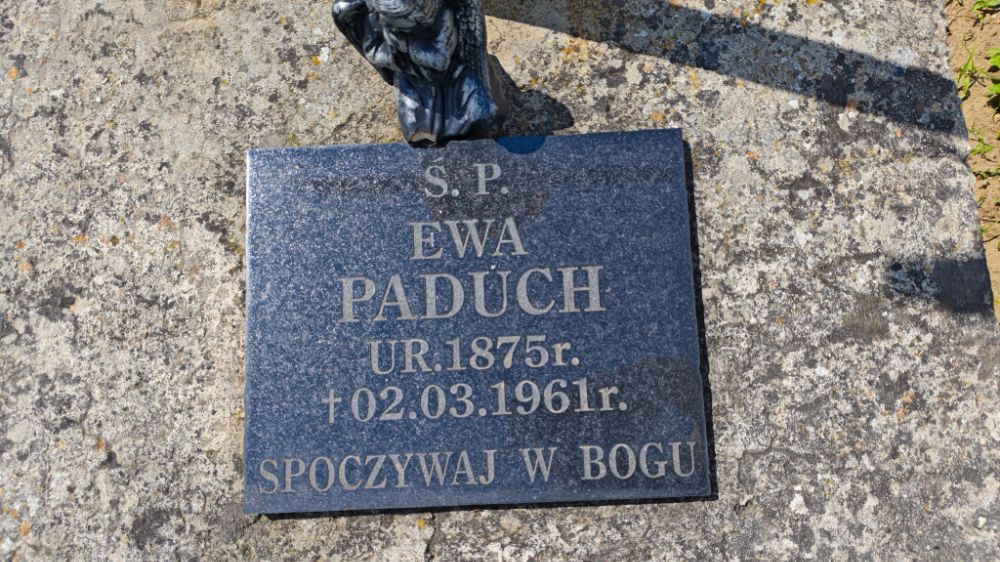 Ś. P.
EWA
PADUCH
UR.1875r.
†02.03.1961r.
SPOCZYWAJ W BOGU